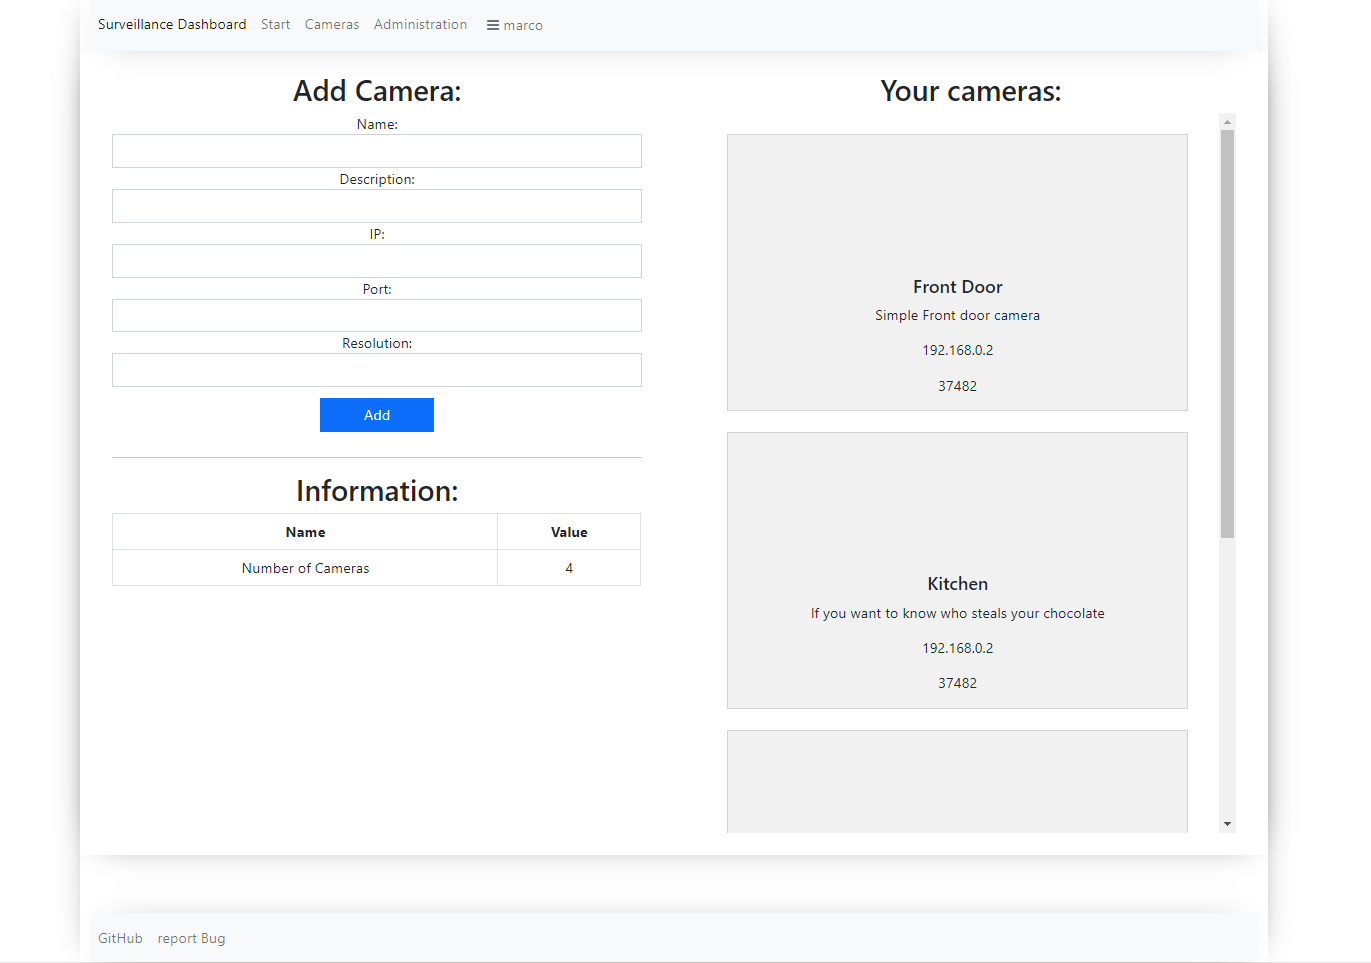 Surveillance Dashboard Start Cameras Administration marco
Add Camera:
Name:
Description:
IP:
Port:
Resolution:
Add
Information:
Name Value
Number of Cameras 4
Your cameras:
Front Door
Simple Front door camera
192.168.0.2
37482
Kitchen
If you want to know who steals your chocolate
192.168.0.2
37482
GitHub report Bug